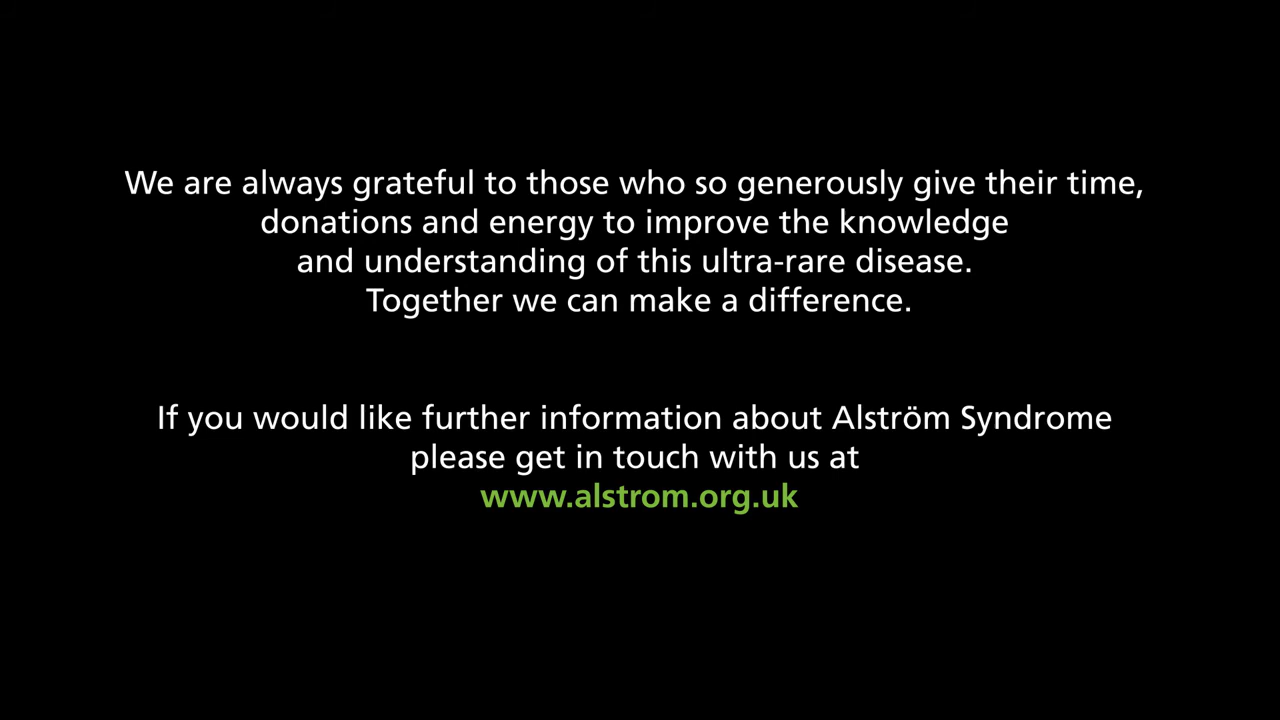 We are always grateful to those who so generously give their time,
donations and energy to improve the knowledge
and understanding of this ultra-rare disease.
Together we can make a difference.
If you would like further information about Alström Syndrome
please get in touch with us at
www.alstrom.org.uk